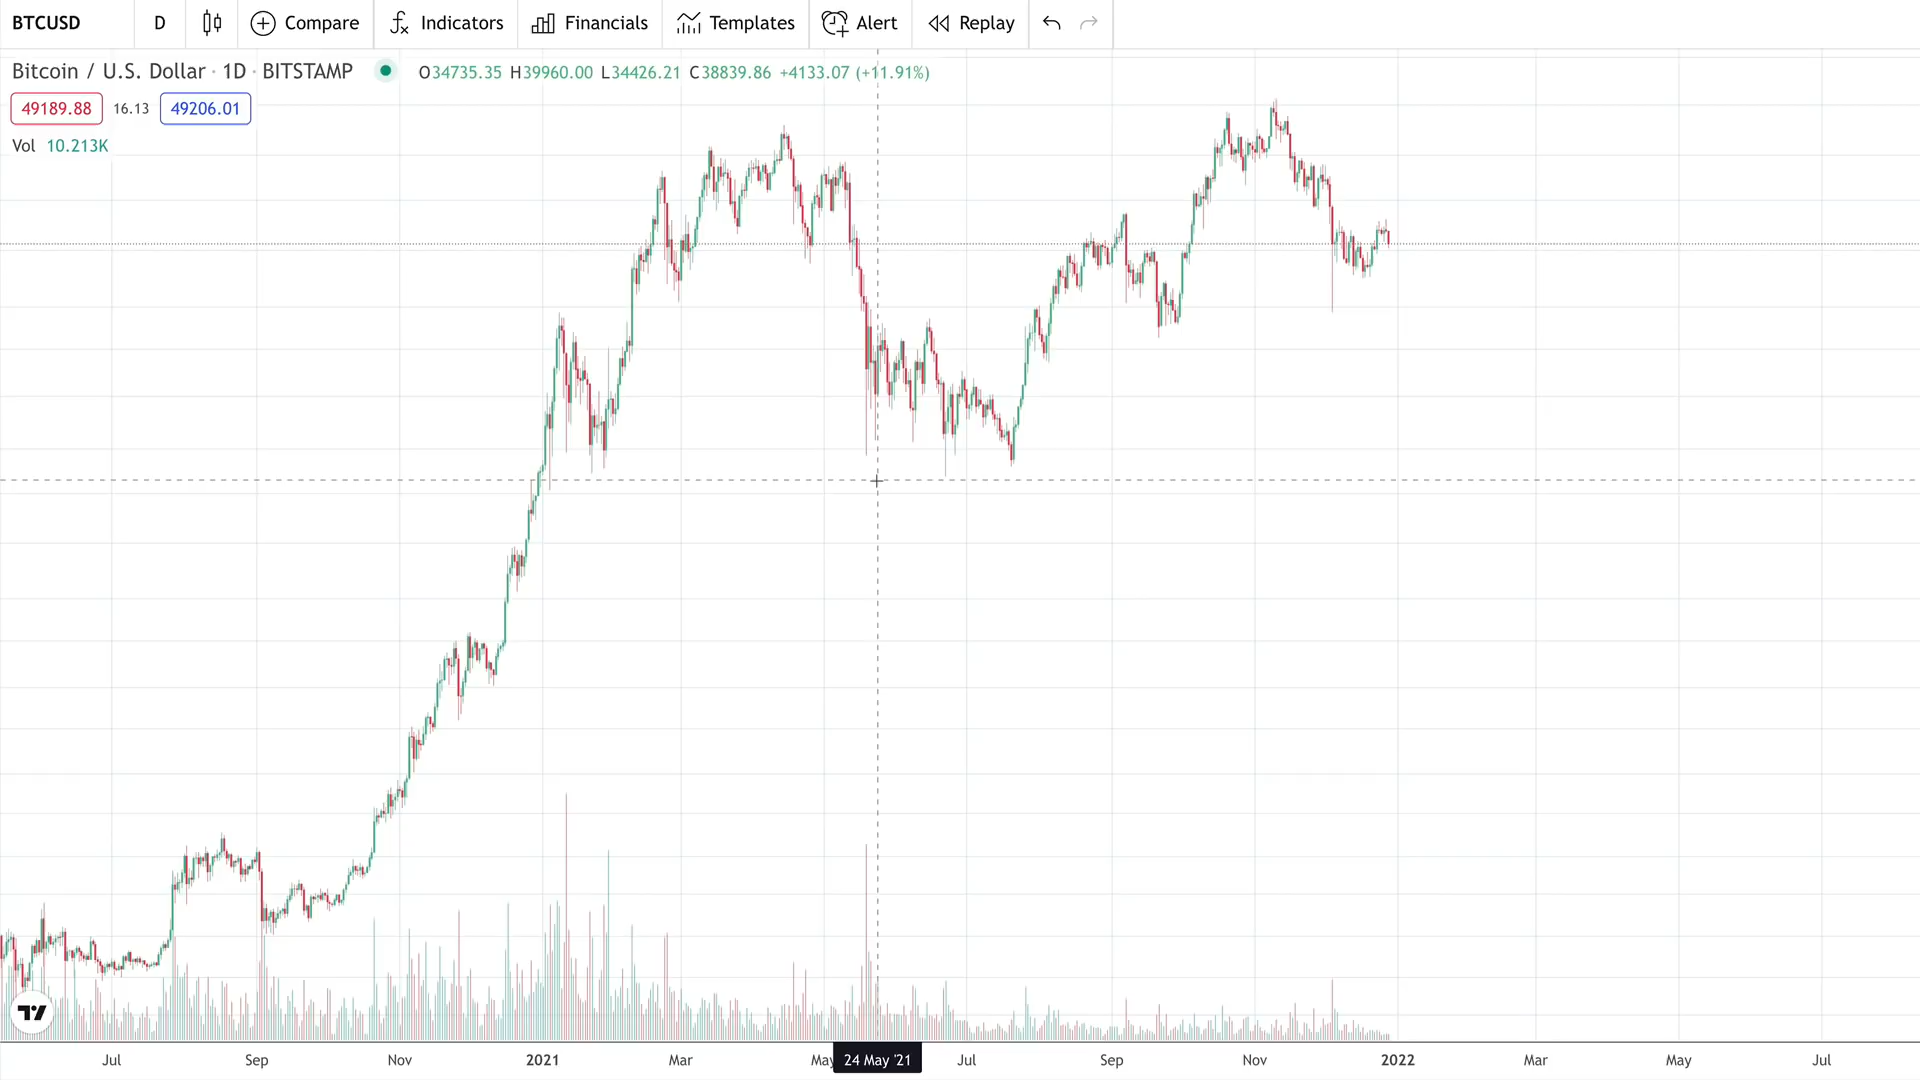 BTCUSD D Compare Indicators Financials Templates Alert Replay
Bitcoin / U.S. Dollar · 1D · BITSTAMP O34735.35 H39960.00 L34426.21 C38839.86 +4133.07 (+11.91%)
49189.88 16.13 49206.01
Vol 10.213K
Jul Sep Nov 2021 Mar May 24 May '21 Jul Sep Nov 2022 Mar May Jul